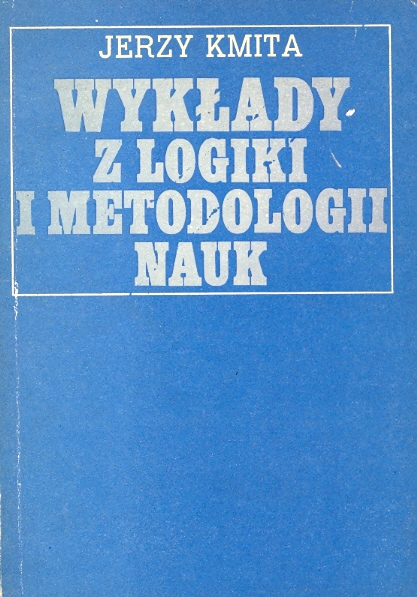 JERZY KMITA
WYKŁADY
Z LOGIKI
I METODOLOGII
NAUK